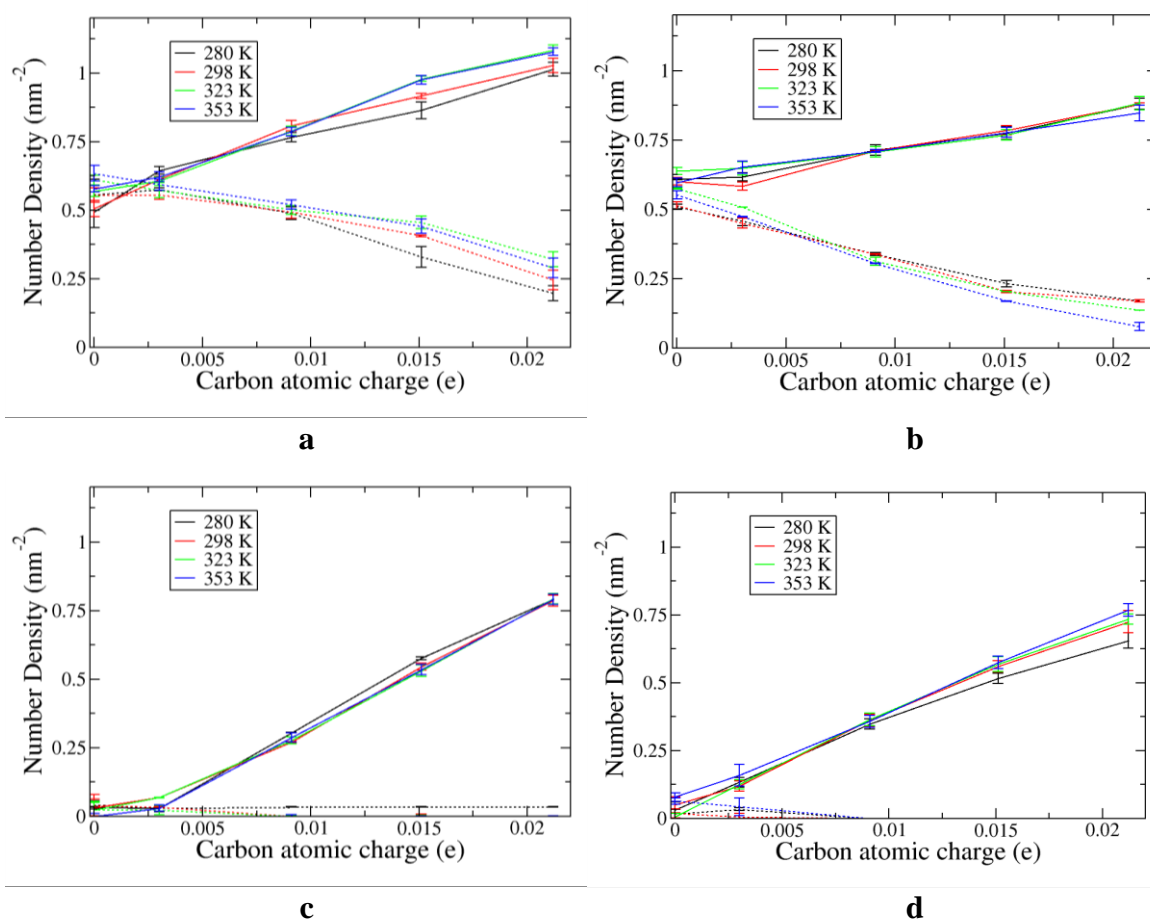 280 K
298 K
323 K
353 K
1
0.75
0.5
0.25
0
Number Density (nm⁻²)
0 0.005 0.01 0.015 0.02
Carbon atomic charge (e)
a
280 K
298 K
323 K
353 K
1
0.75
0.5
0.25
0
Number Density (nm⁻²)
0 0.005 0.01 0.015 0.02
Carbon atomic charge (e)
b
280 K
298 K
323 K
353 K
1
0.75
0.5
0.25
0
Number Density (nm⁻²)
0 0.005 0.01 0.015 0.02
Carbon atomic charge (e)
c
280 K
298 K
323 K
353 K
1
0.75
0.5
0.25
0
Number Density (nm⁻²)
0 0.005 0.01 0.015 0.02
Carbon atomic charge (e)
d